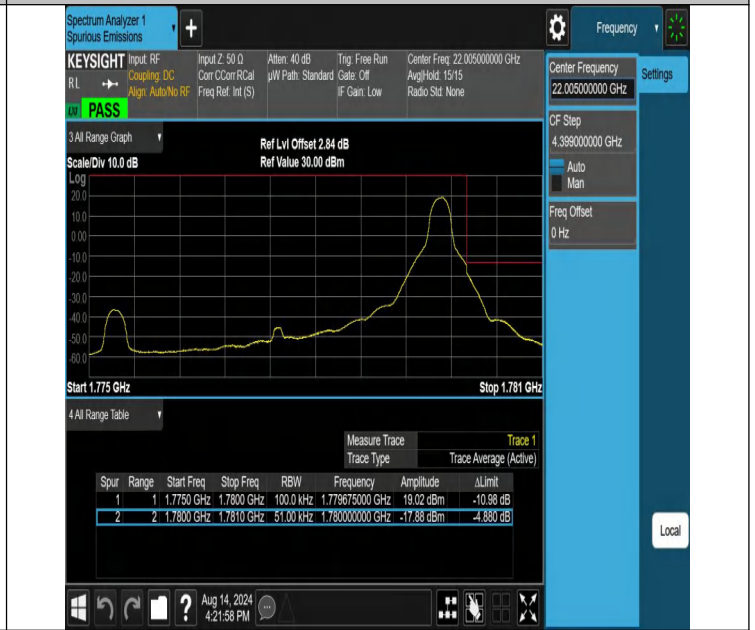 Spectrum Analyzer 1
Spurious Emissions
+
Frequency
KEYSIGHT
RL
Input: RF
Coupling: DC
Align: Auto/No RF
Input Z: 50 Ω
Corr CCorr RCal
Freq Ref: Int (S)
Atten: 40 dB
µW Path: Standard
Trig: Free Run
Gate: Off
IF Gain: Low
Center Freq: 22.005000000 GHz
Avg|Hold: 15/15
Radio Std: None
PASS
Center Frequency
22.005000000 GHz
Settings
CF Step
4.399000000 GHz
Auto
Man
Freq Offset
0 Hz
3 All Range Graph
Ref Lvl Offset 2.84 dB
Scale/Div 10.0 dB
Ref Value 30.00 dBm
Log
20.0
10.0
0.00
-10.0
-20.0
-30.0
-40.0
-50.0
-60.0
Start 1.775 GHz
Stop 1.781 GHz
4 All Range Table
Measure Trace Trace 1
Trace Type Trace Average (Active)
Spur Range Start Freq Stop Freq RBW Frequency Amplitude ΔLimit
1 1 1.7750 GHz 1.7800 GHz 100.0 kHz 1.779675000 GHz 19.02 dBm -10.98 dB
2 2 1.7800 GHz 1.7810 GHz 51.00 kHz 1.780000000 GHz -17.88 dBm -4.880 dB
Local
?
Aug 14, 2024
4:21:58 PM